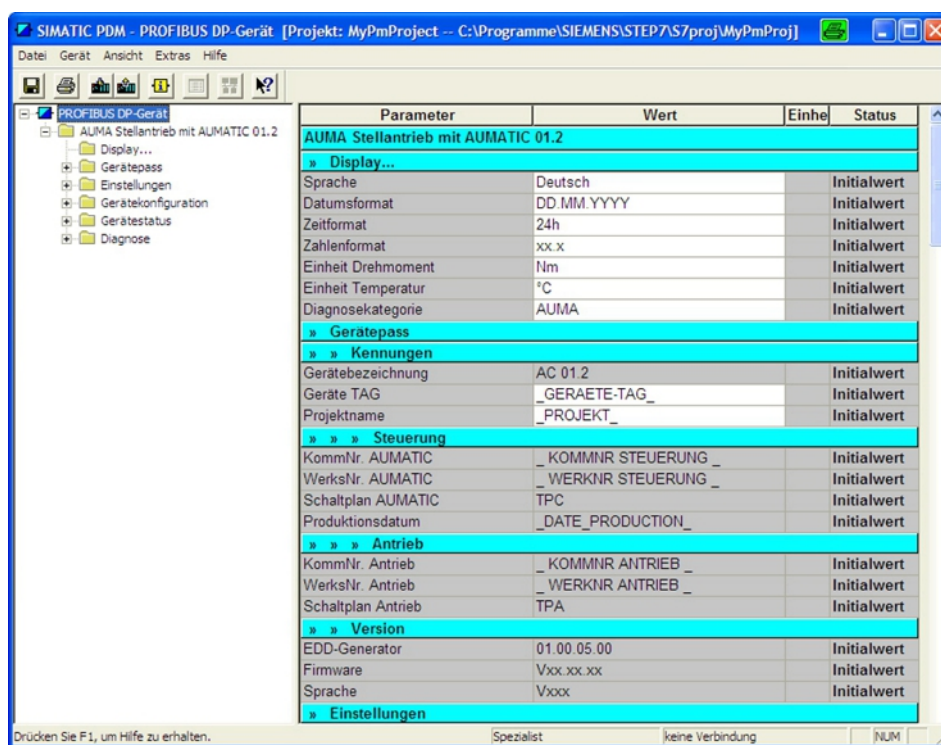 SIMATIC PDM - PROFIBUS DP-Gerät [Projekt: MyPmProject -- C:\Programme\SIEMENS\STEP7\S7proj\MyPmProj]
Datei Gerät Ansicht Extras Hilfe
PROFIBUS DP-Gerät
AUMA Stellantrieb mit AUMATIC 01.2
Display...
Gerätepass
Einstellungen
Gerätekonfiguration
Gerätestatus
Diagnose
Parameter Wert Einhe Status
AUMA Stellantrieb mit AUMATIC 01.2
» Display...
Sprache Deutsch Initialwert
Datumsformat DD.MM.YYYY Initialwert
Zeitformat 24h Initialwert
Zahlenformat xx.x Initialwert
Einheit Drehmoment Nm Initialwert
Einheit Temperatur °C Initialwert
Diagnosekategorie AUMA Initialwert
» Gerätepass
» » Kennungen
Gerätebezeichnung AC 01.2 Initialwert
Geräte TAG _GERAETE-TAG_ Initialwert
Projektname _PROJEKT_ Initialwert
» » » Steuerung
KommNr. AUMATIC _ KOMMNR STEUERUNG _ Initialwert
WerksNr. AUMATIC _ WERKNR STEUERUNG _ Initialwert
Schaltplan AUMATIC TPC Initialwert
Produktionsdatum _DATE_PRODUCTION_ Initialwert
» » » Antrieb
KommNr. Antrieb _ KOMMNR ANTRIEB _ Initialwert
WerksNr. Antrieb _ WERKNR ANTRIEB _ Initialwert
Schaltplan Antrieb TPA Initialwert
» » Version
EDD-Generator 01.00.05.00 Initialwert
Firmware Vxx.xx.xx Initialwert
Sprache Vxxx Initialwert
» Einstellungen
Drücken Sie F1, um Hilfe zu erhalten. Spezialist keine Verbindung NUM